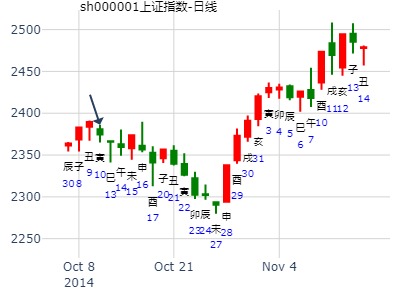 sh000001上证指数-日线
2500
2450
2400
2350
2300
2250
辰
30
子
8
丑
9
寅
10
巳
13
午
14
未
15
申
16
酉
17
子
20
丑
21
寅
22
卯
23
辰
24
未
27
申
28
酉
29
戌
30
亥
31
寅
3
卯
4
辰
5
巳
6
午
7
酉
10
戌
11
亥
12
子
13
丑
14
Oct 8
2014
Oct 21
Nov 4